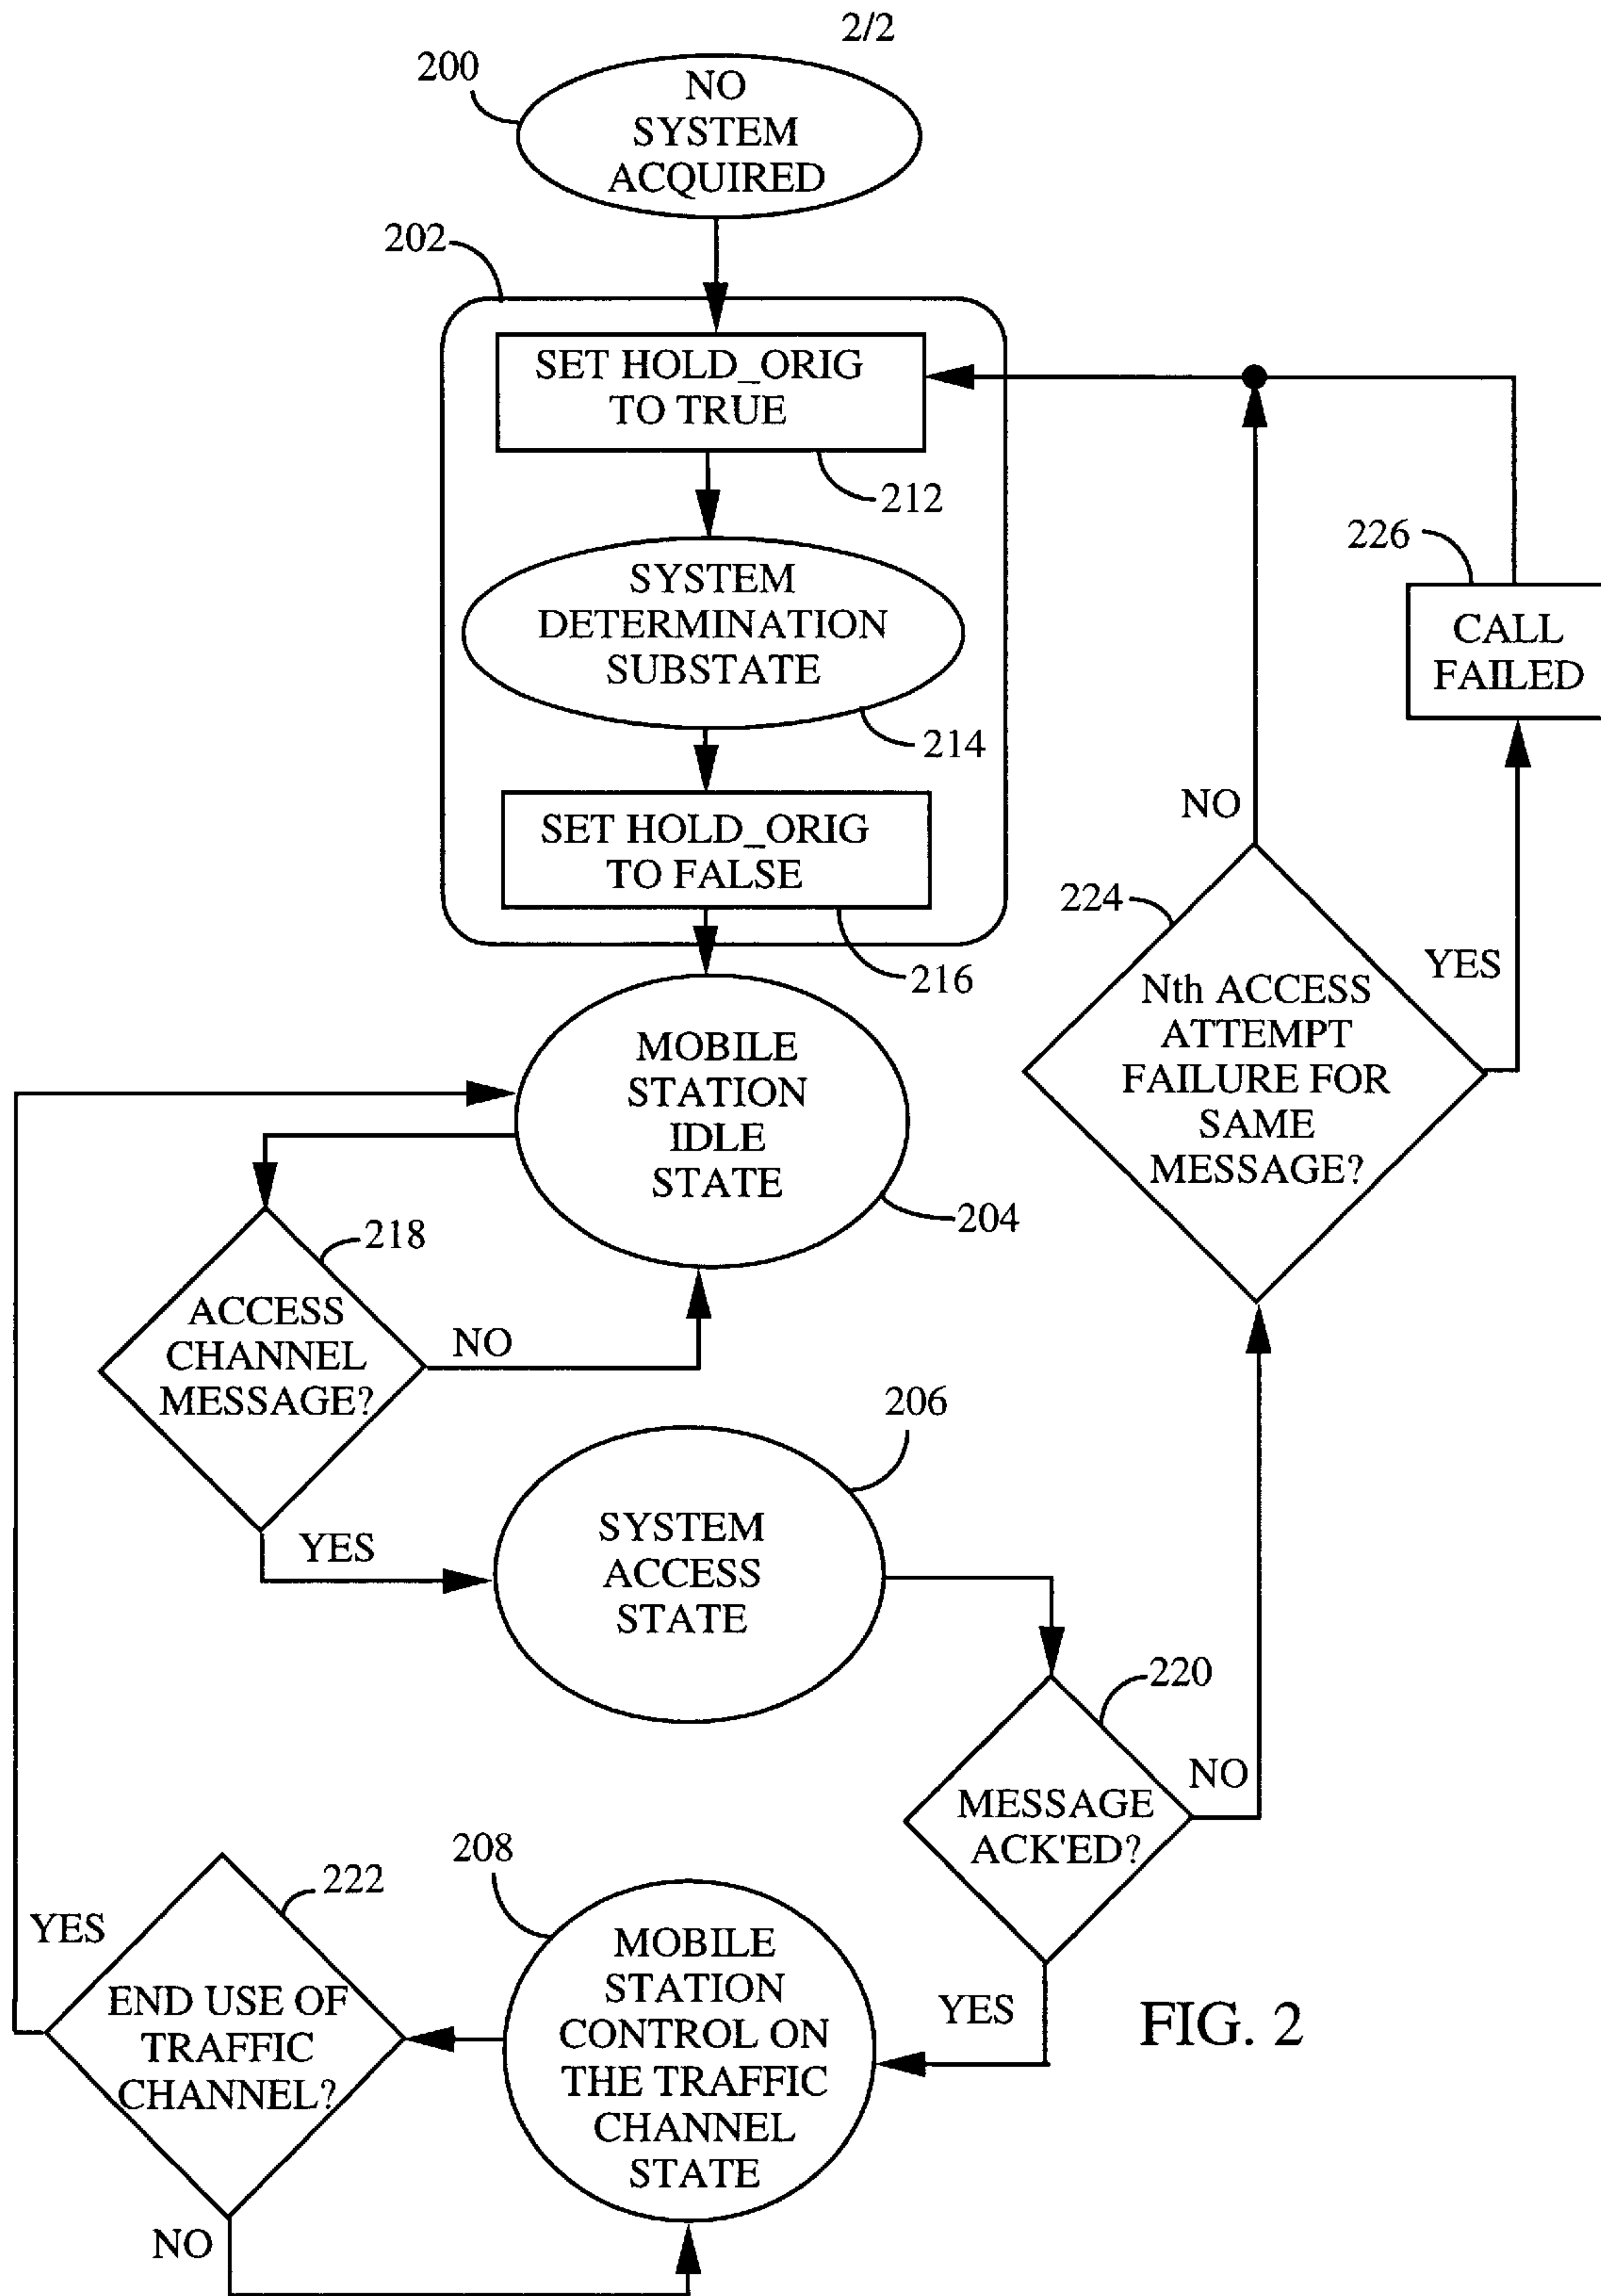 2/2
200
NO
SYSTEM
ACQUIRED
202
SET HOLD_ORIG
TO TRUE
212
SYSTEM
DETERMINATION
SUBSTATE
214
SET HOLD_ORIG
TO FALSE
216
226
CALL
FAILED
NO
224
YES
Nth ACCESS
ATTEMPT
FAILURE FOR
SAME
MESSAGE?
MOBILE
STATION
IDLE
STATE
204
218
ACCESS
CHANNEL
MESSAGE?
NO
YES
206
SYSTEM
ACCESS
STATE
220
NO
MESSAGE
ACK'ED?
YES
208
MOBILE
STATION
CONTROL ON
THE TRAFFIC
CHANNEL
STATE
222
YES
END USE OF
TRAFFIC
CHANNEL?
NO
FIG. 2